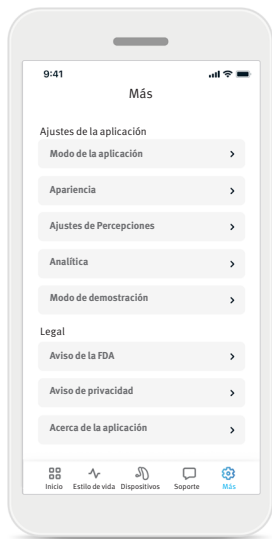 9:41
Más
Ajustes de la aplicación
Modo de la aplicación
Apariencia
Ajustes de Percepciones
Analítica
Modo de demostración
Legal
Aviso de la FDA
Aviso de privacidad
Acerca de la aplicación
Inicio Estilo de vida Dispositivos Soporte Más